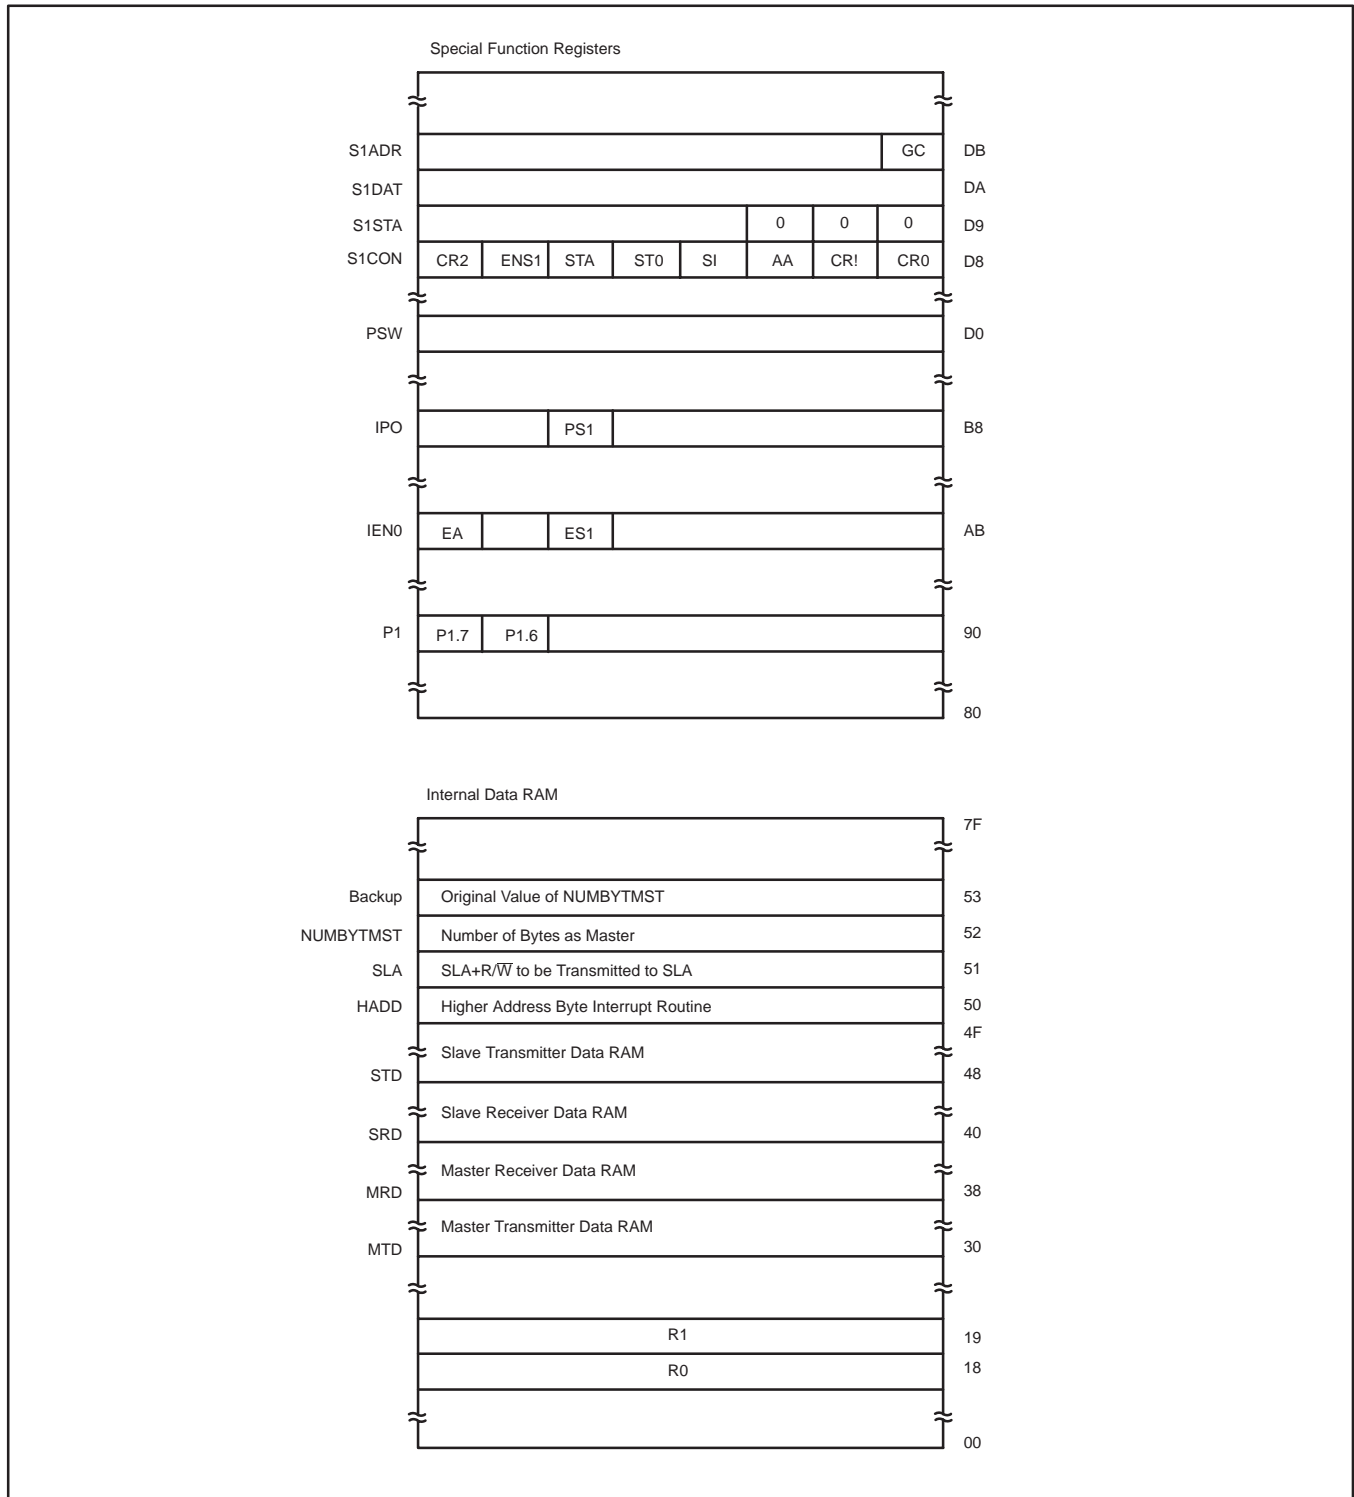 Special Function Registers
S1ADR GC DB
S1DAT DA
S1STA 0 0 0 D9
S1CON CR2 ENS1 STA ST0 SI AA CR! CR0 D8
PSW D0
IPO PS1 B8
IEN0 EA ES1 AB
P1 P1.7 P1.6 90
80
Internal Data RAM
7F
Backup Original Value of NUMBYTMST 53
NUMBYTMST Number of Bytes as Master 52
SLA SLA+R/W̅ to be Transmitted to SLA 51
HADD Higher Address Byte Interrupt Routine 50
4F
Slave Transmitter Data RAM
STD 48
Slave Receiver Data RAM
SRD 40
Master Receiver Data RAM
MRD 38
Master Transmitter Data RAM
MTD 30
R1 19
R0 18
00